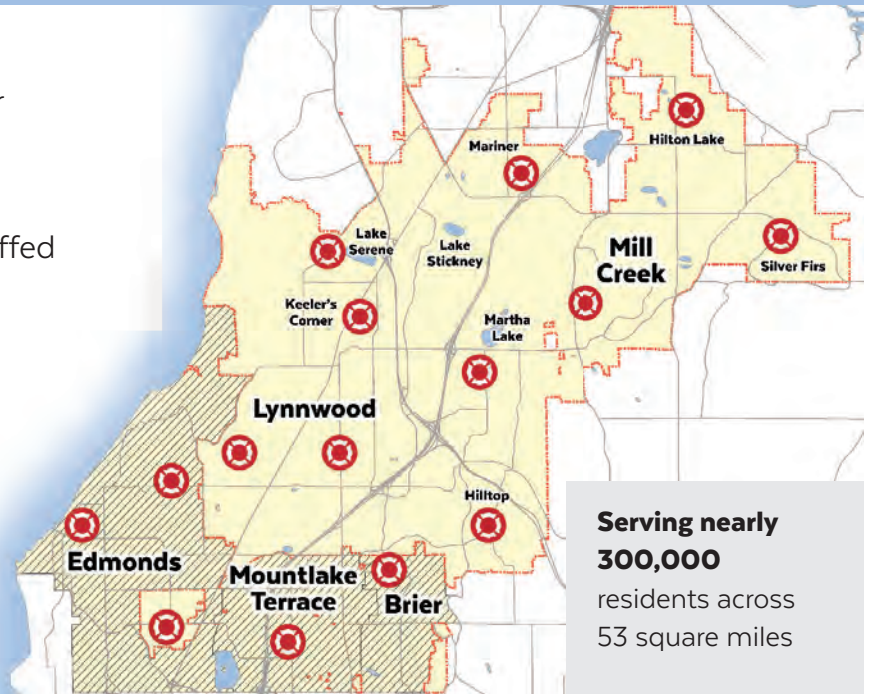 ffed
Mariner
Hilton Lake
Lake
Serene
Lake
Stickney
Mill
Creek
Silver Firs
Keeler's
Corner
Martha
Lake
Lynnwood
Hilltop
Edmonds
Mountlake
Terrace
Brier
Serving nearly
300,000
residents across
53 square miles